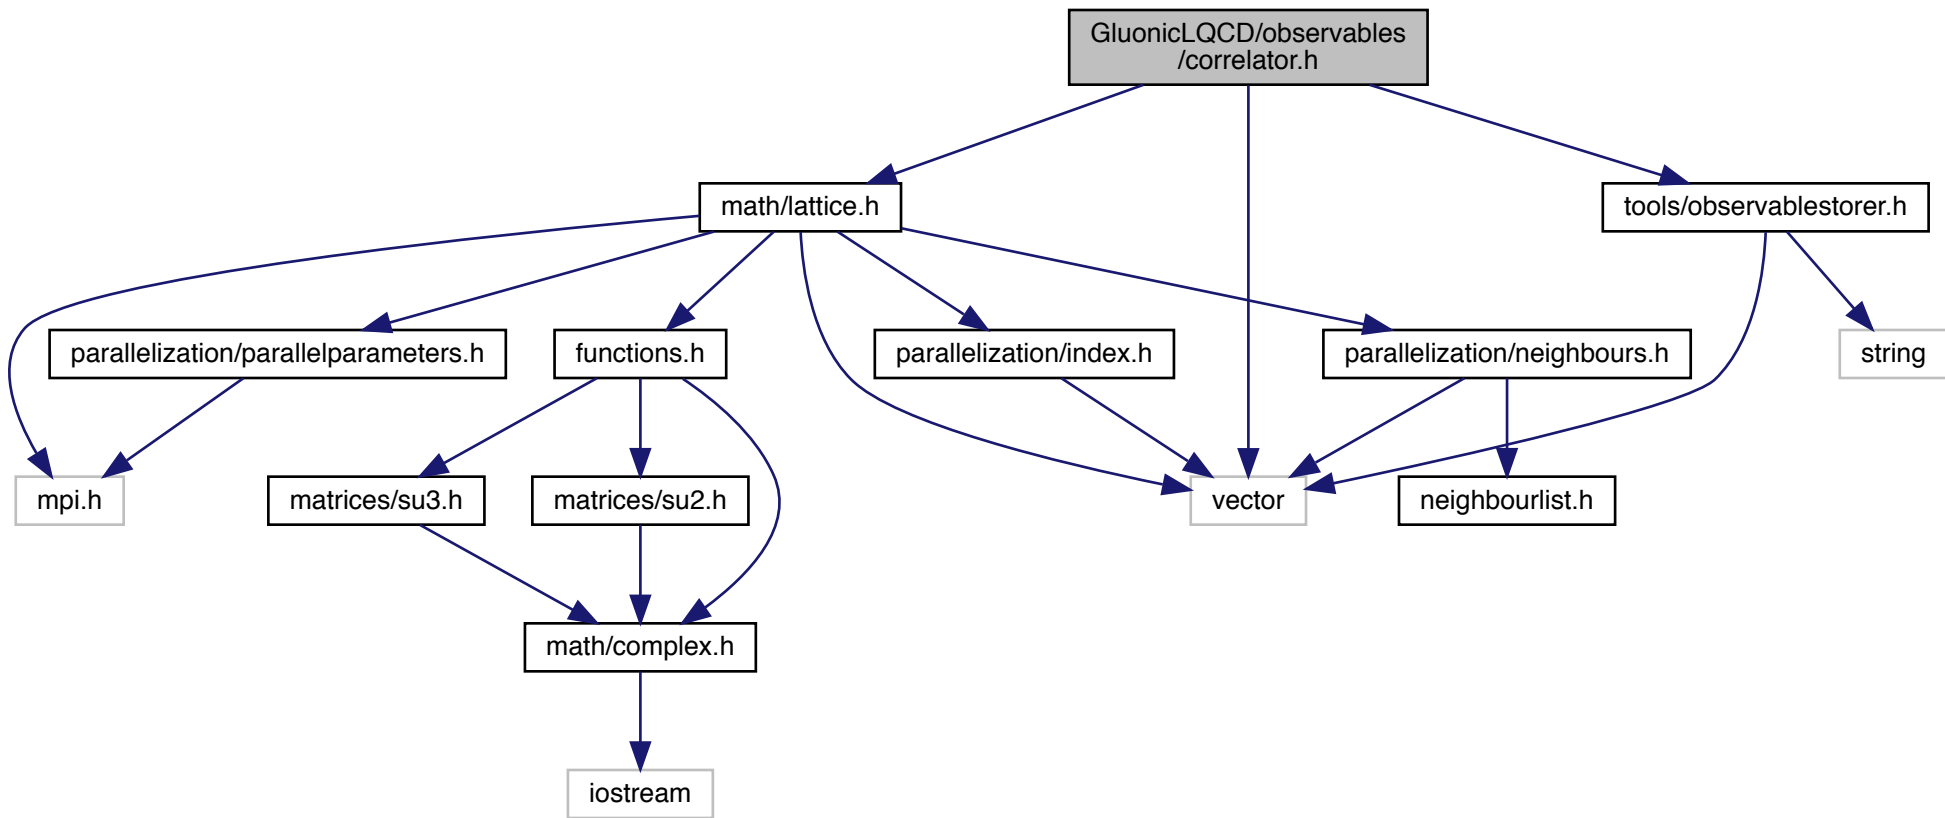 GluonicLQCD/observables
/correlator.h
math/lattice.h
tools/observablestorer.h
parallelization/parallelparameters.h
functions.h
parallelization/index.h
parallelization/neighbours.h
string
mpi.h
matrices/su3.h
matrices/su2.h
vector
neighbourlist.h
math/complex.h
iostream